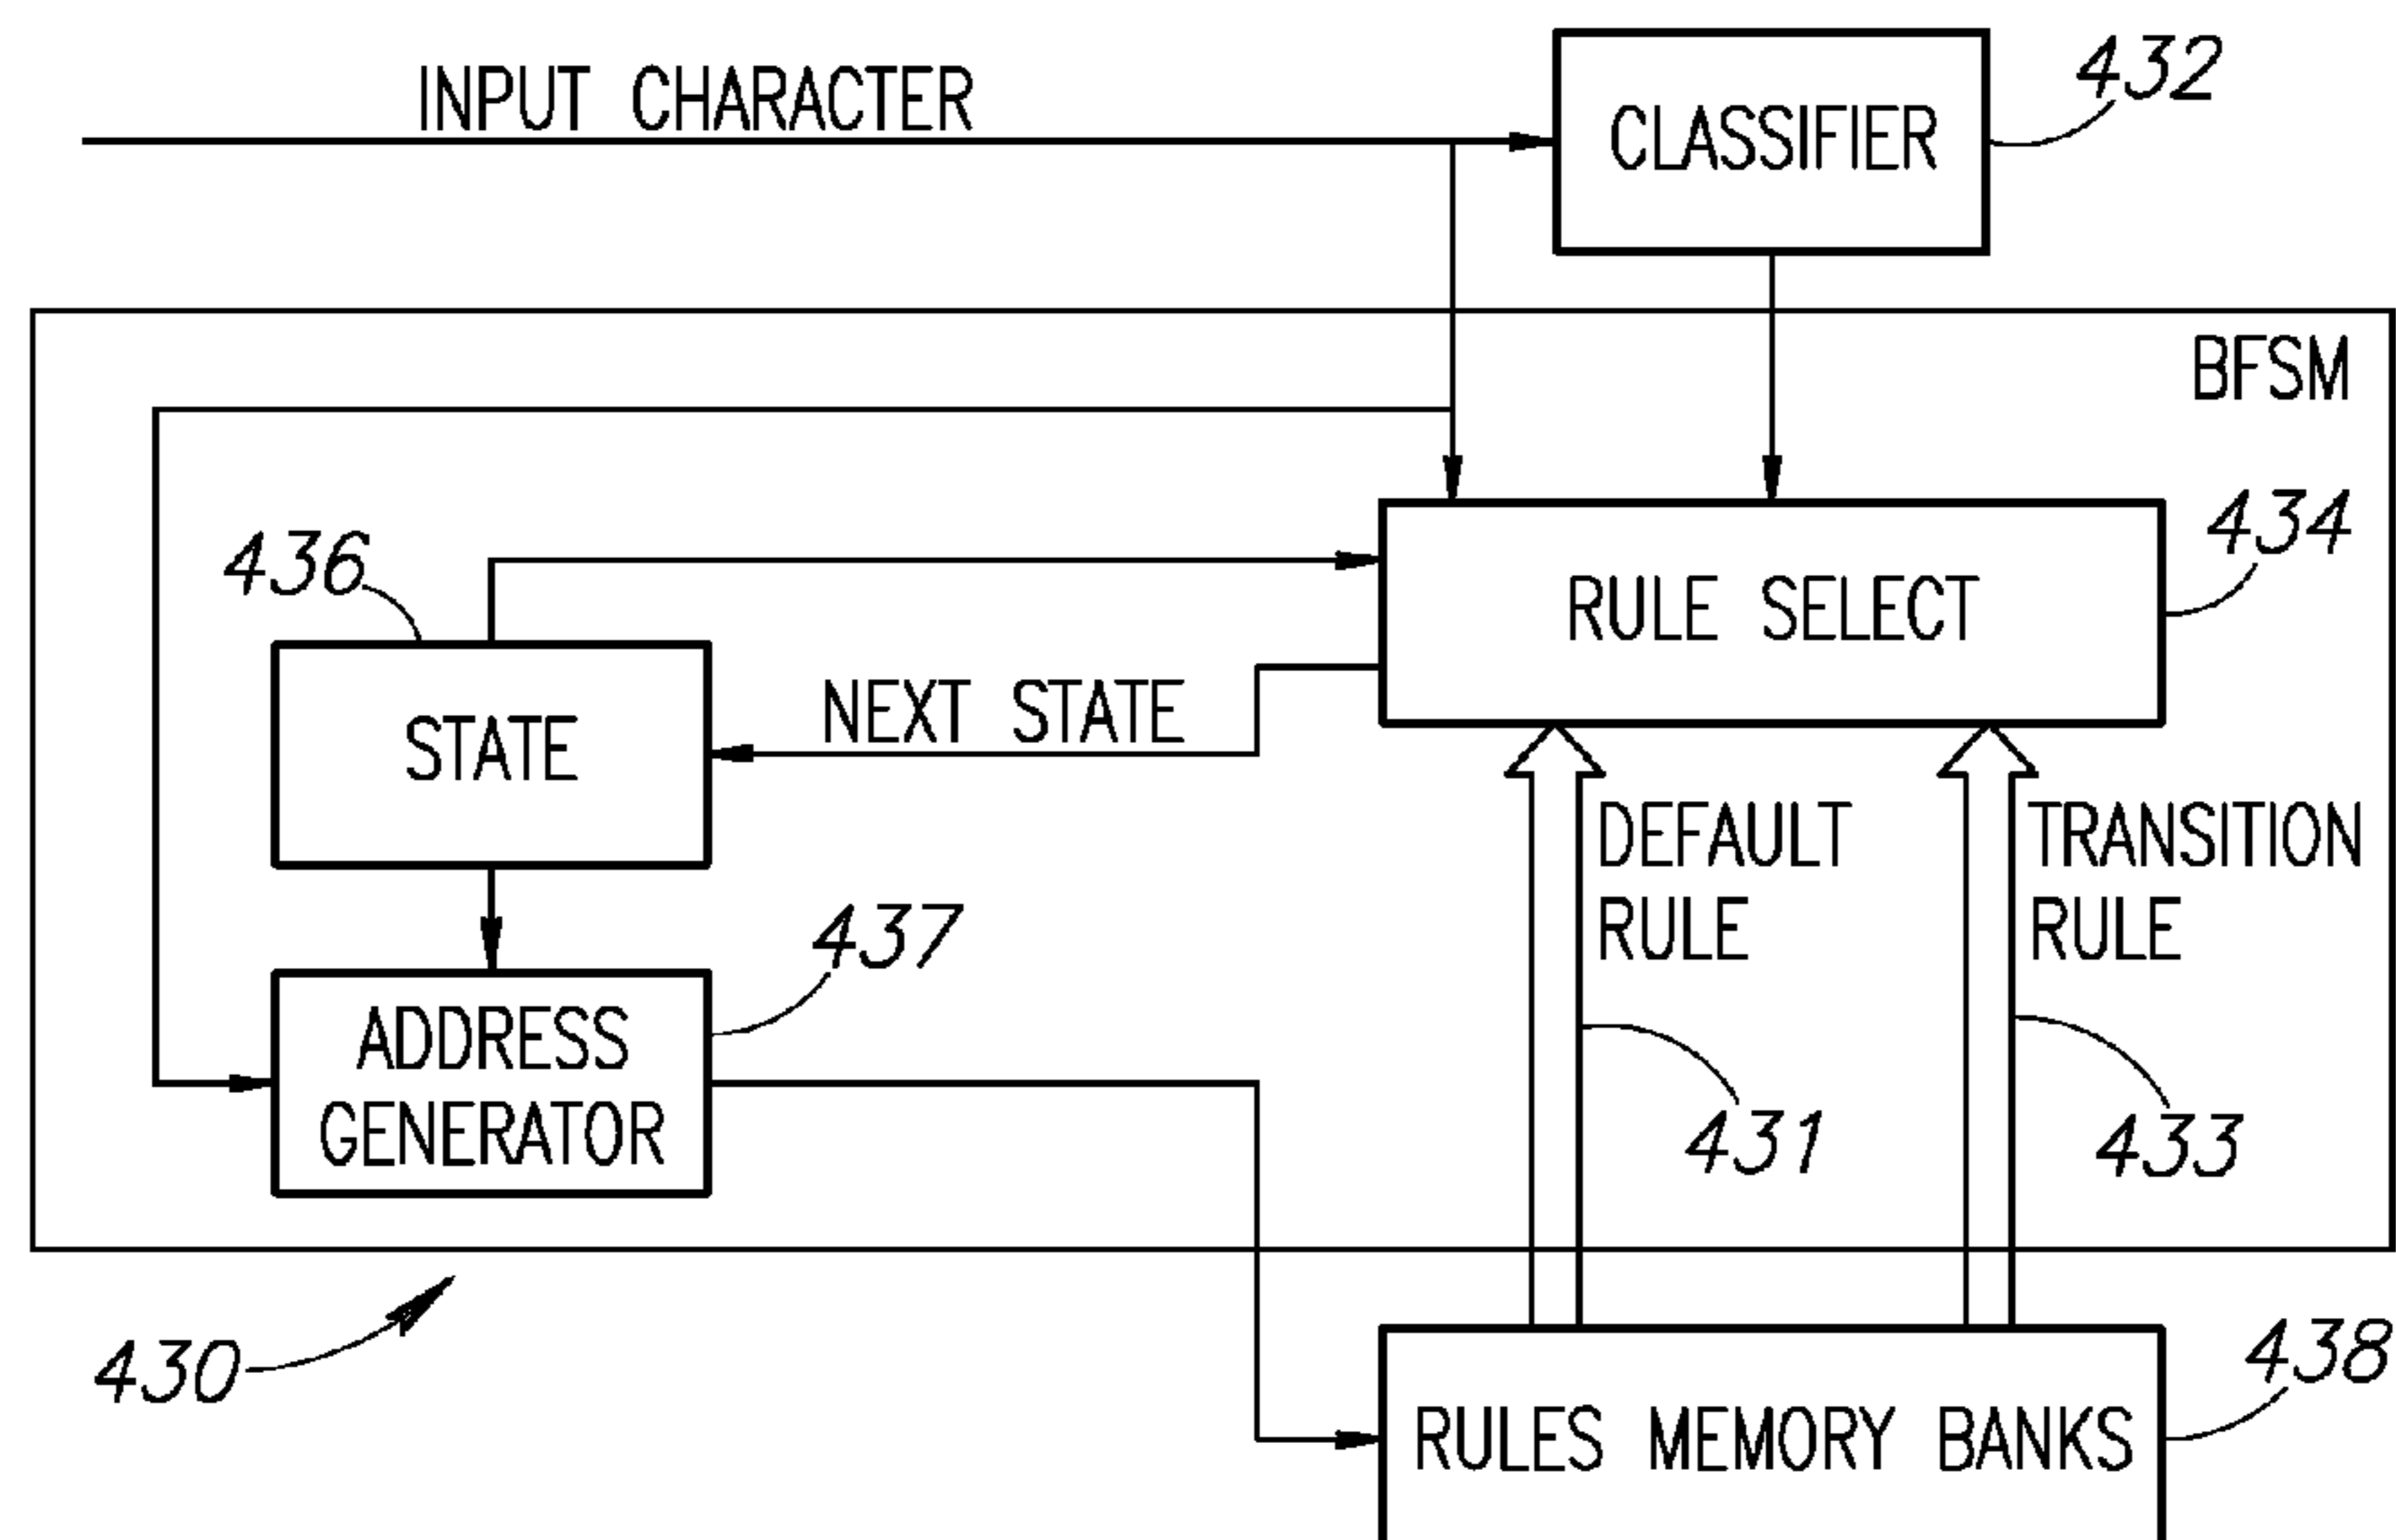 INPUT CHARACTER
CLASSIFIER
432
BFSM
436
434
RULE SELECT
STATE
NEXT STATE
DEFAULT
RULE
TRANSITION
RULE
437
ADDRESS
GENERATOR
431
433
430
438
RULES MEMORY BANKS